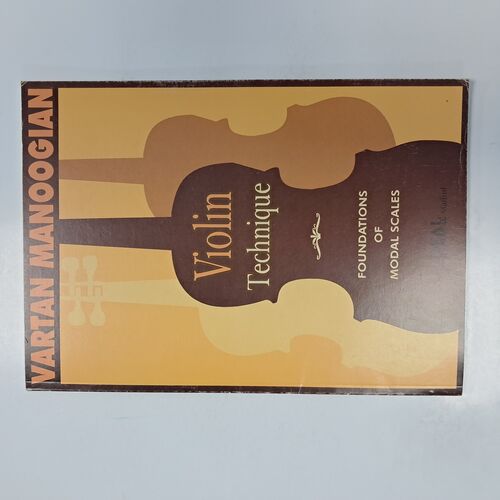 VARTAN MANOOGIAN
Violin
Technique
FOUNDATIONS
OF
MODAL SCALES